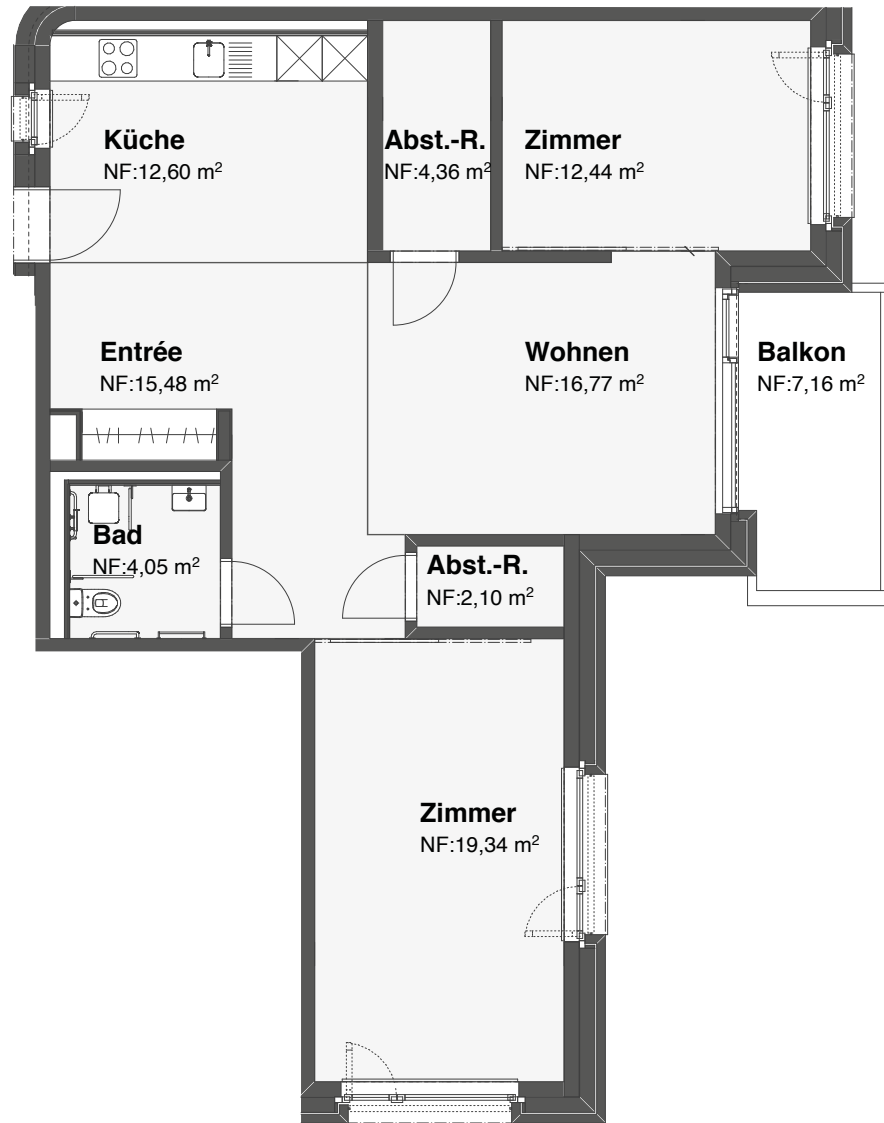 Küche
NF:12,60 m²
Abst.-R.
NF:4,36 m²
Zimmer
NF:12,44 m²
Entrée
NF:15,48 m²
Wohnen
NF:16,77 m²
Balkon
NF:7,16 m²
Bad
NF:4,05 m²
Abst.-R.
NF:2,10 m²
Zimmer
NF:19,34 m²